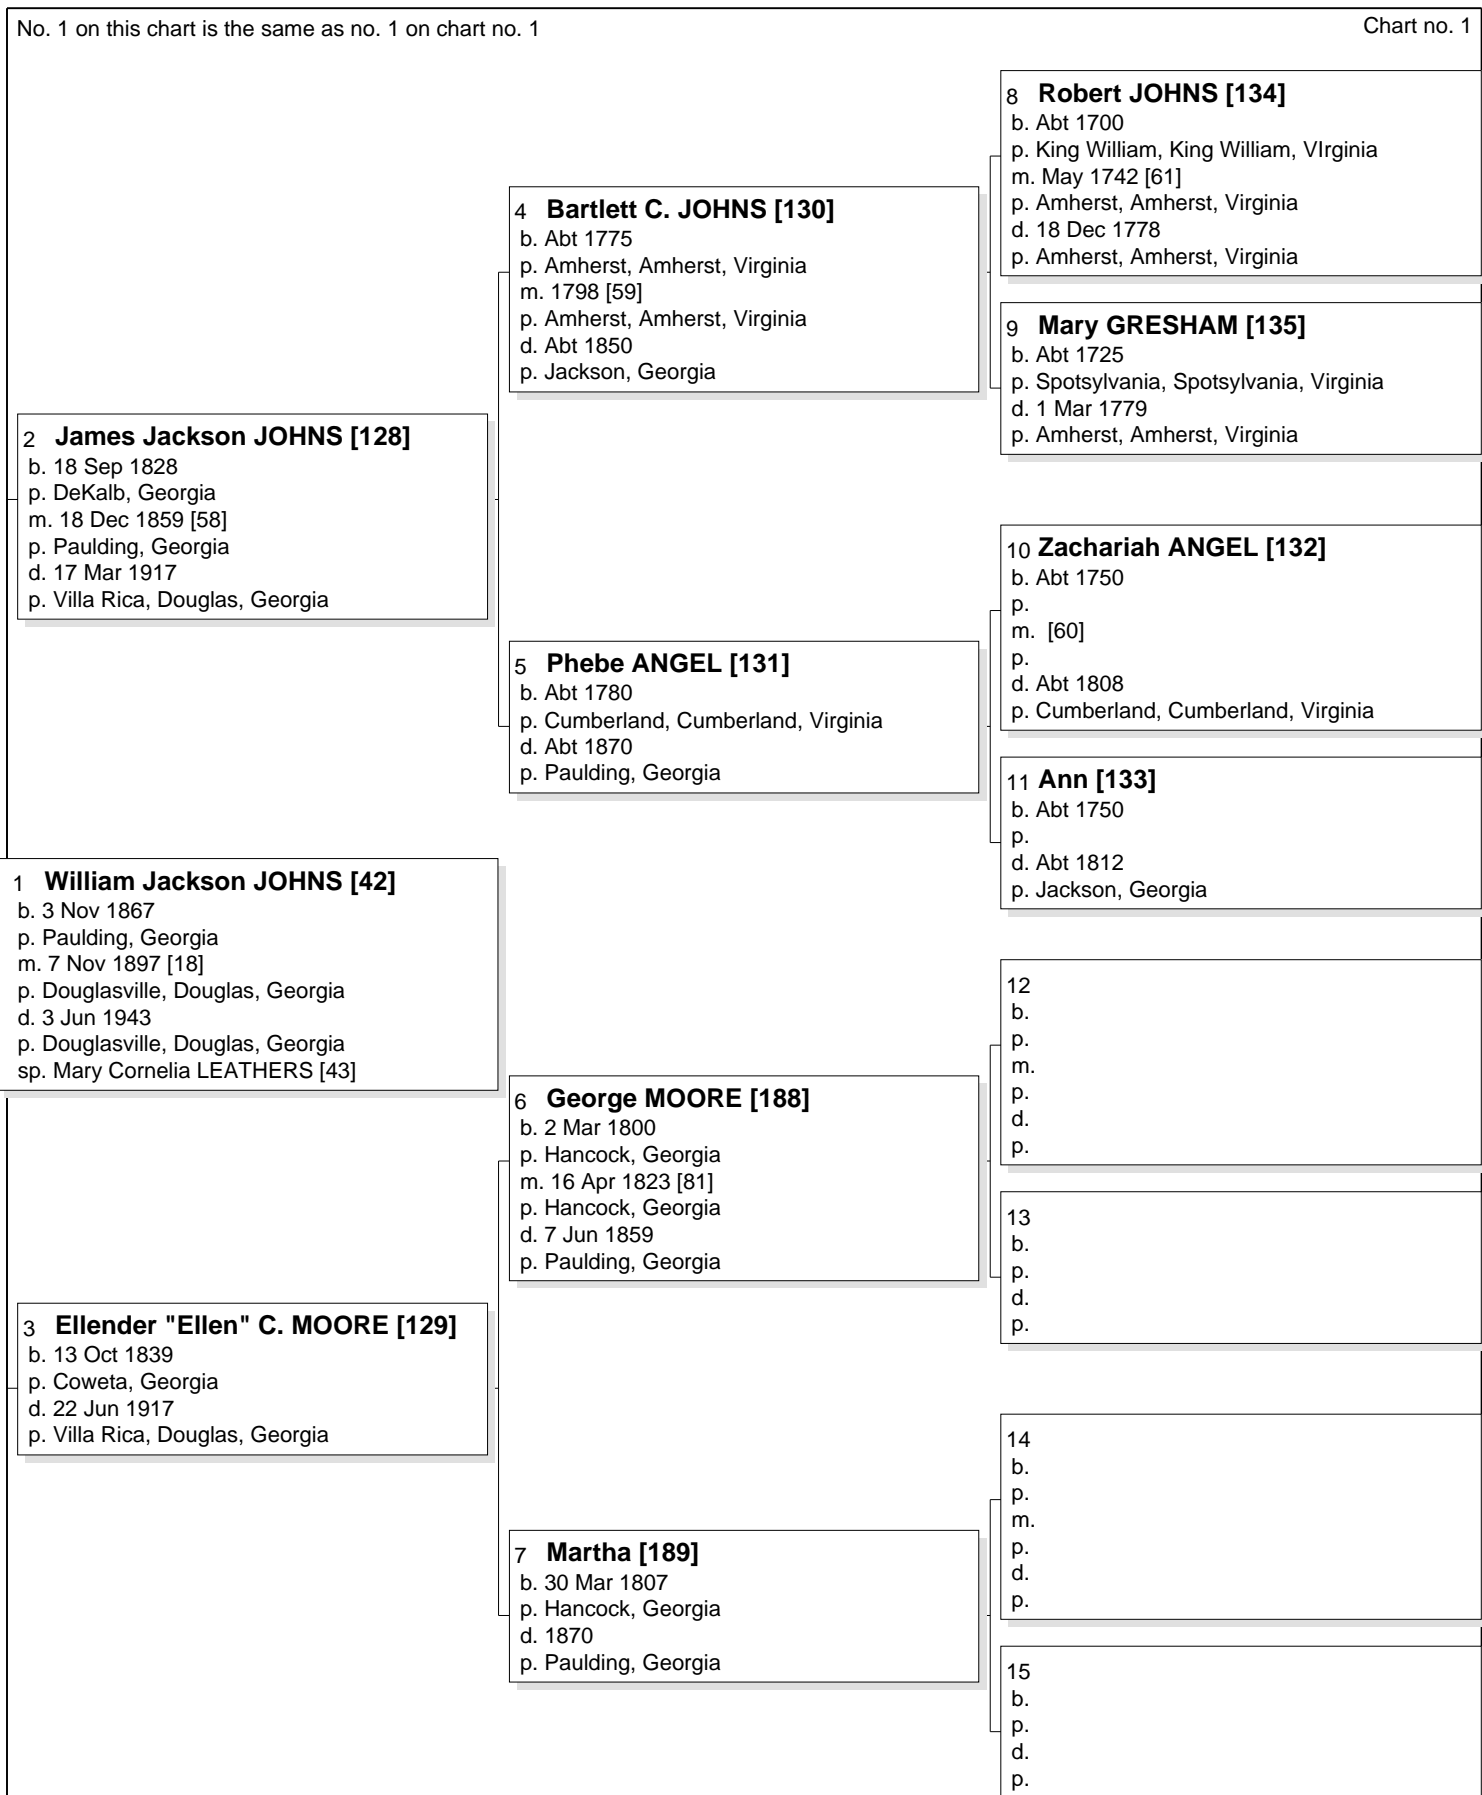 No. 1 on this chart is the same as no. 1 on chart no. 1
Chart no. 1
8 Robert JOHNS [134]
b. Abt 1700
p. King William, King William, VIrginia
m. May 1742 [61]
p. Amherst, Amherst, Virginia
d. 18 Dec 1778
p. Amherst, Amherst, Virginia
4 Bartlett C. JOHNS [130]
b. Abt 1775
p. Amherst, Amherst, Virginia
m. 1798 [59]
p. Amherst, Amherst, Virginia
d. Abt 1850
p. Jackson, Georgia
9 Mary GRESHAM [135]
b. Abt 1725
p. Spotsylvania, Spotsylvania, Virginia
d. 1 Mar 1779
p. Amherst, Amherst, Virginia
2 James Jackson JOHNS [128]
b. 18 Sep 1828
p. DeKalb, Georgia
m. 18 Dec 1859 [58]
p. Paulding, Georgia
d. 17 Mar 1917
p. Villa Rica, Douglas, Georgia
10 Zachariah ANGEL [132]
b. Abt 1750
p.
m. [60]
p.
d. Abt 1808
p. Cumberland, Cumberland, Virginia
5 Phebe ANGEL [131]
b. Abt 1780
p. Cumberland, Cumberland, Virginia
d. Abt 1870
p. Paulding, Georgia
11 Ann [133]
b. Abt 1750
p.
d. Abt 1812
p. Jackson, Georgia
1 William Jackson JOHNS [42]
b. 3 Nov 1867
p. Paulding, Georgia
m. 7 Nov 1897 [18]
p. Douglasville, Douglas, Georgia
d. 3 Jun 1943
p. Douglasville, Douglas, Georgia
sp. Mary Cornelia LEATHERS [43]
12
b.
p.
m.
p.
d.
p.
6 George MOORE [188]
b. 2 Mar 1800
p. Hancock, Georgia
m. 16 Apr 1823 [81]
p. Hancock, Georgia
d. 7 Jun 1859
p. Paulding, Georgia
13
b.
p.
d.
p.
3 Ellender "Ellen" C. MOORE [129]
b. 13 Oct 1839
p. Coweta, Georgia
d. 22 Jun 1917
p. Villa Rica, Douglas, Georgia
14
b.
p.
m.
p.
d.
p.
7 Martha [189]
b. 30 Mar 1807
p. Hancock, Georgia
d. 1870
p. Paulding, Georgia
15
b.
p.
d.
p.